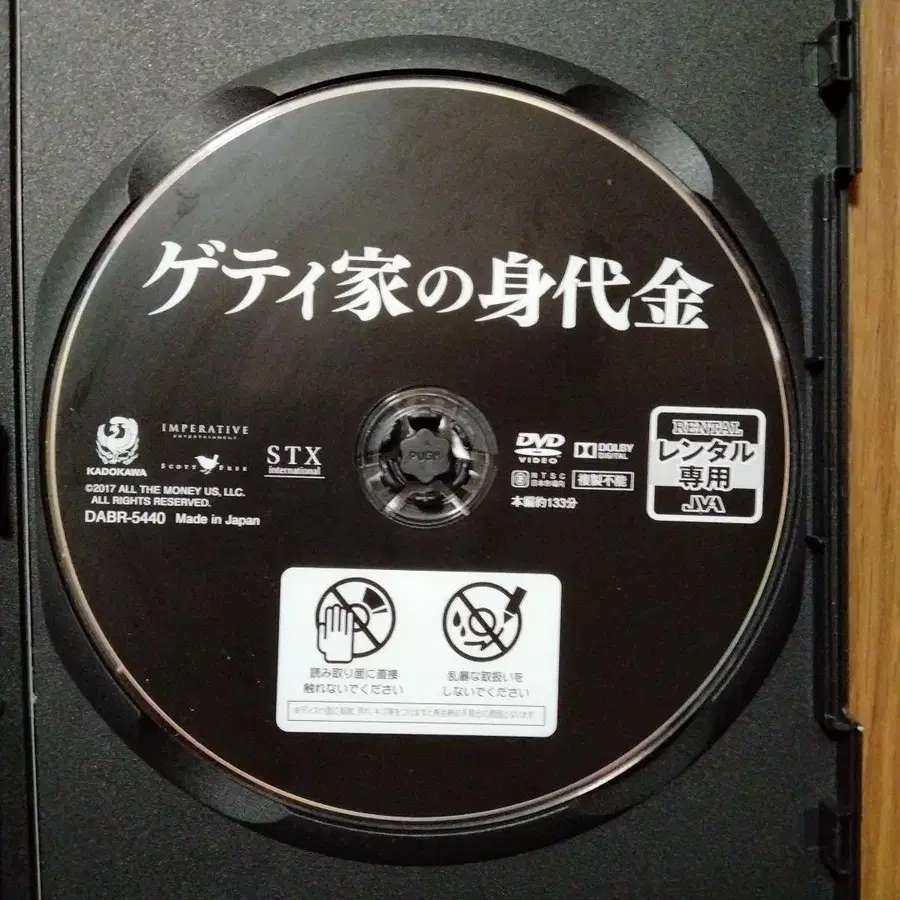 ゲティ家の身代金
KADOKAWA
IMPERATIVE
ENTERTAINMENT
SCOTT FREE
STX
international
©2017 ALL THE MONEY US, LLC.
ALL RIGHTS RESERVED.
DABR-5440 Made in Japan
PUSH
DVD
VIDEO
DOLBY
DIGITAL
2
NTSC
日本市場向
複製不能
本編約133分
RENTAL
レンタル
専用
JVA
読み取り面に直接
触れないでください
乱暴な取扱いを
しないでください